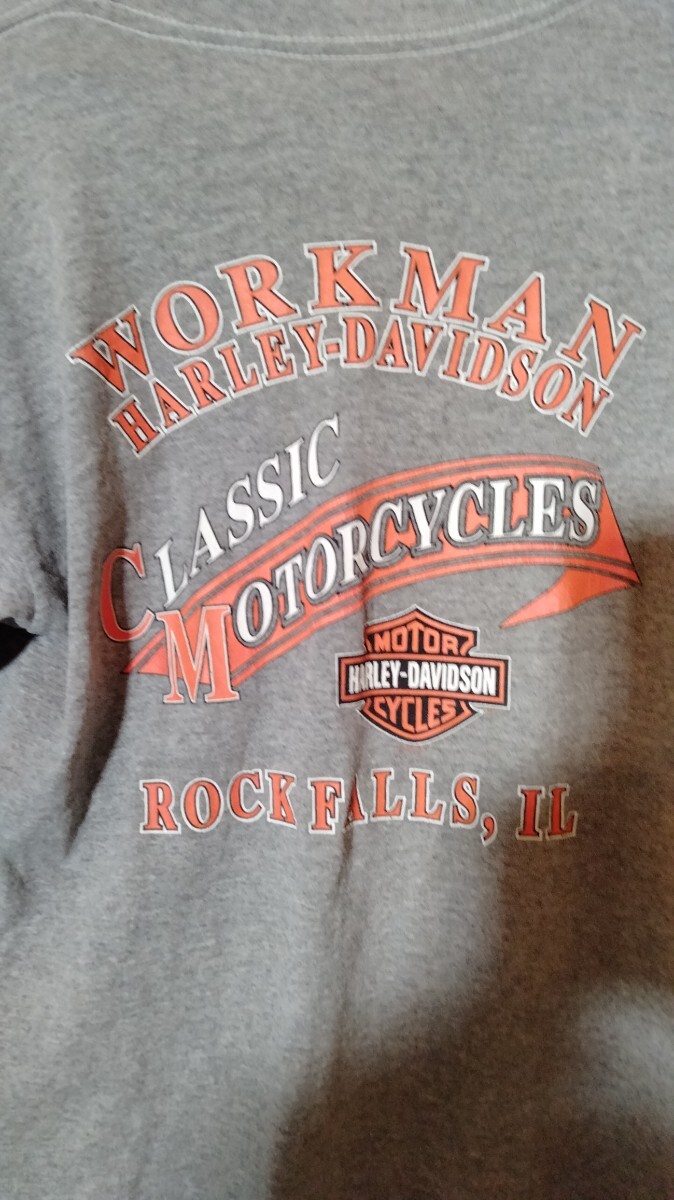 WORKMAN
HARLEY-DAVIDSON
CLASSIC
MOTORCYCLES
MOTOR
HARLEY-DAVIDSON
CYCLES
ROCK FALLS, IL